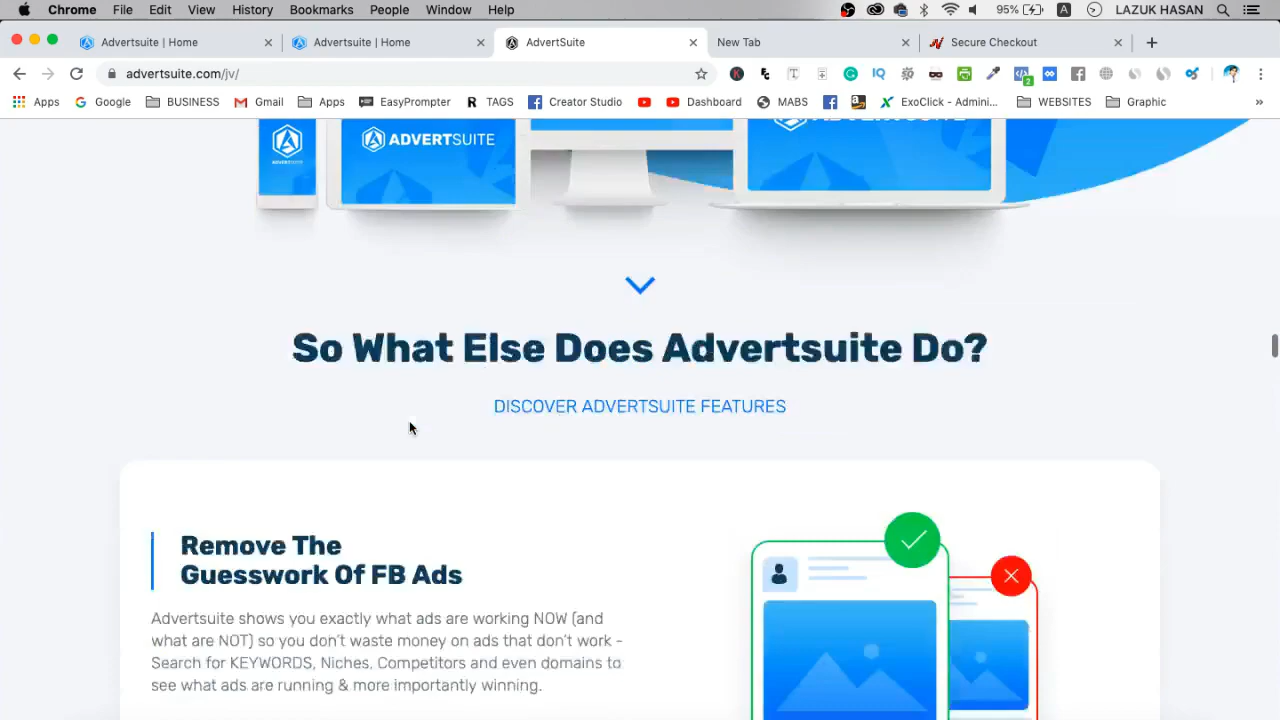 Chrome File Edit View History Bookmarks People Window Help 95% A LAZUK HASAN
Advertsuite | Home Advertsuite | Home AdvertSuite New Tab Secure Checkout
advertsuite.com/jv/
Apps Google BUSINESS Gmail Apps EasyPrompter R TAGS Creator Studio Dashboard MABS ExoClick - Admini... WEBSITES Graphic »
ADVERTSUITE
So What Else Does Advertsuite Do?
DISCOVER ADVERTSUITE FEATURES
Remove The
Guesswork Of FB Ads
Advertsuite shows you exactly what ads are working NOW (and
what are NOT) so you don't waste money on ads that don't work -
Search for KEYWORDS, Niches, Competitors and even domains to
see what ads are running & more importantly winning.